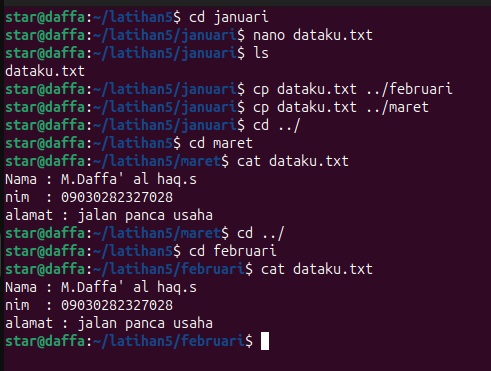 star@daffa:~/latihan5$ cd januari
star@daffa:~/latihan5/januari$ nano dataku.txt
star@daffa:~/latihan5/januari$ ls
dataku.txt
star@daffa:~/latihan5/januari$ cp dataku.txt ../februari
star@daffa:~/latihan5/januari$ cp dataku.txt ../maret
star@daffa:~/latihan5/januari$ cd ../
star@daffa:~/latihan5$ cd maret
star@daffa:~/latihan5/maret$ cat dataku.txt
Nama : M.Daffa' al haq.s
nim  : 09030282327028
alamat : jalan panca usaha
star@daffa:~/latihan5/maret$ cd ../
star@daffa:~/latihan5$ cd februari
star@daffa:~/latihan5/februari$ cat dataku.txt
Nama : M.Daffa' al haq.s
nim  : 09030282327028
alamat : jalan panca usaha
star@daffa:~/latihan5/februari$